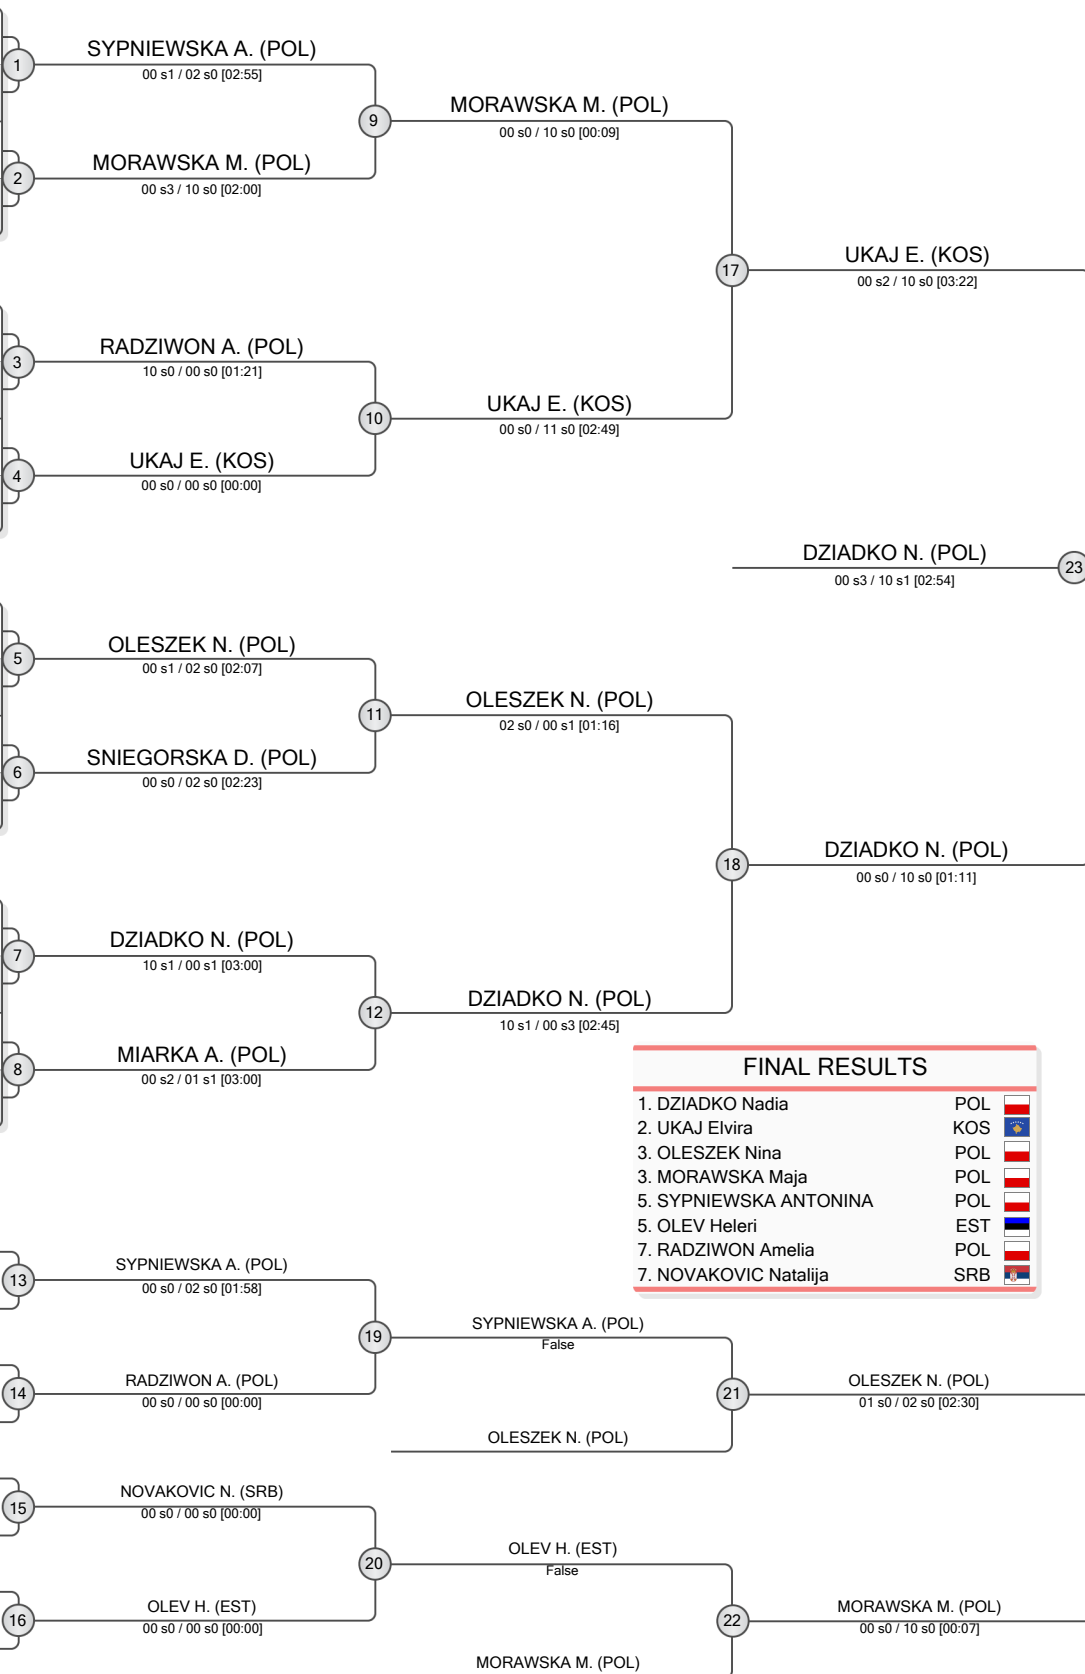 SYPNIEWSKA A. (POL)
1
00 s1 / 02 s0 [02:55]
MORAWSKA M. (POL)
9
00 s0 / 10 s0 [00:09]
MORAWSKA M. (POL)
2
00 s3 / 10 s0 [02:00]
UKAJ E. (KOS)
17
00 s2 / 10 s0 [03:22]
RADZIWON A. (POL)
3
10 s0 / 00 s0 [01:21]
UKAJ E. (KOS)
10
00 s0 / 11 s0 [02:49]
UKAJ E. (KOS)
4
00 s0 / 00 s0 [00:00]
DZIADKO N. (POL)
23
00 s3 / 10 s1 [02:54]
OLESZEK N. (POL)
5
00 s1 / 02 s0 [02:07]
OLESZEK N. (POL)
11
02 s0 / 00 s1 [01:16]
SNIEGORSKA D. (POL)
6
00 s0 / 02 s0 [02:23]
DZIADKO N. (POL)
18
00 s0 / 10 s0 [01:11]
DZIADKO N. (POL)
7
10 s1 / 00 s1 [03:00]
DZIADKO N. (POL)
12
10 s1 / 00 s3 [02:45]
MIARKA A. (POL)
8
00 s2 / 01 s1 [03:00]
FINAL RESULTS
1. DZIADKO Nadia POL
2. UKAJ Elvira KOS
3. OLESZEK Nina POL
3. MORAWSKA Maja POL
5. SYPNIEWSKA ANTONINA POL
5. OLEV Heleri EST
7. RADZIWON Amelia POL
7. NOVAKOVIC Natalija SRB
SYPNIEWSKA A. (POL)
13
00 s0 / 02 s0 [01:58]
SYPNIEWSKA A. (POL)
19
False
RADZIWON A. (POL)
14
00 s0 / 00 s0 [00:00]
OLESZEK N. (POL)
21
01 s0 / 02 s0 [02:30]
OLESZEK N. (POL)
NOVAKOVIC N. (SRB)
15
00 s0 / 00 s0 [00:00]
OLEV H. (EST)
20
False
OLEV H. (EST)
16
00 s0 / 00 s0 [00:00]
MORAWSKA M. (POL)
22
00 s0 / 10 s0 [00:07]
MORAWSKA M. (POL)